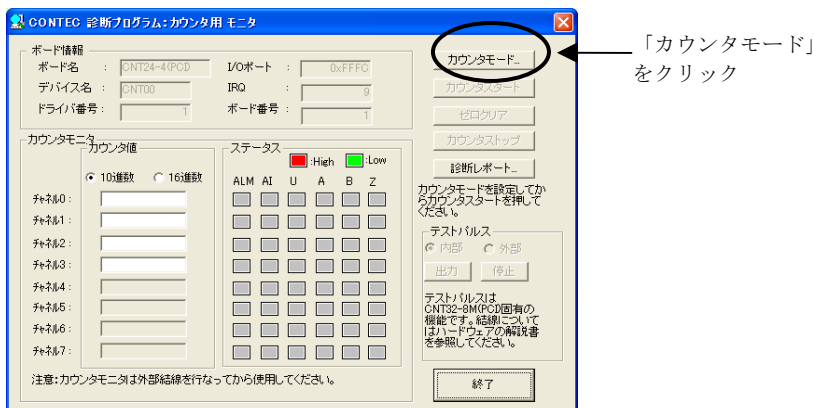 CONTEC 診断プログラム:カウンタ用 モニタ
ボード情報
ボード名 : CNT24-4(PCI) I/Oポート : 0xFFFC
デバイス名 : CNT00 IRQ : 9
ドライバ番号 : 1 ボード番号 : 1
カウンタモード...
カウンタスタート
ゼロクリア
カウンタストップ
診断レポート...
「カウンタモード」
をクリック
カウンタモニタ
カウンタ値
10進数 16進数
ステータス
:High :Low
ALM AI U A B Z
チャネル0 :
チャネル1 :
チャネル2 :
チャネル3 :
チャネル4 :
チャネル5 :
チャネル6 :
チャネル7 :
注意:カウンタモニタは外部結線を行なってから使用してください。
カウンタモードを設定してか
らカウンタスタートを押して
ください。
テストパルス
内部 外部
出力 停止
テストパルスは
CNT32-8M(PCI)固有の
機能です。結線について
はハードウェアの解説書
を参照してください。
終了